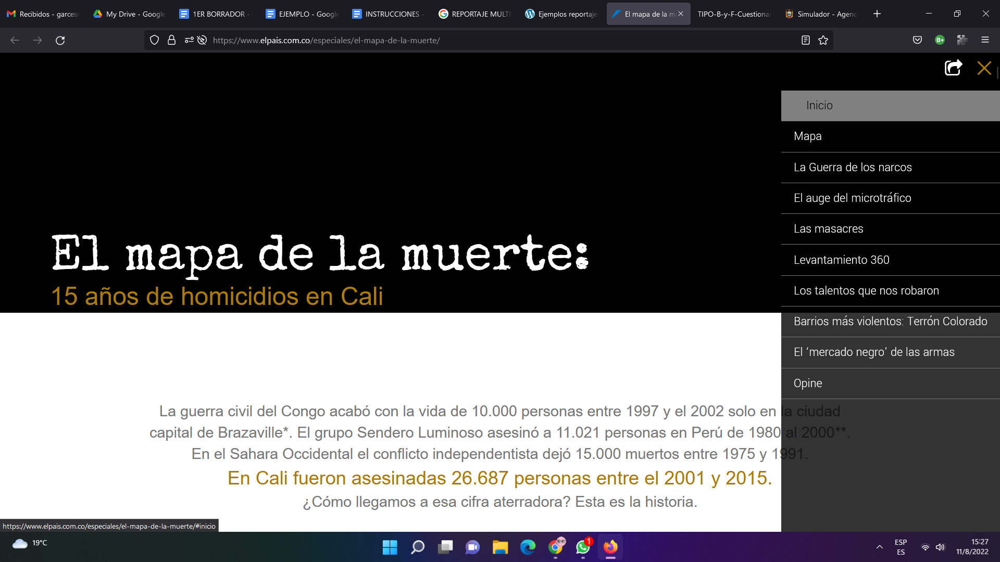 Recibidos - garcesr
My Drive - Google
1ER BORRADOR -
EJEMPLO - Google
INSTRUCCIONES -
REPORTAJE MULTI
Ejemplos reportaje
El mapa de la m
TIPO-B-y-F-Cuestionar
Simulador - Agenc
https://www.elpais.com.co/especiales/el-mapa-de-la-muerte/
B+
Inicio
Mapa
La Guerra de los narcos
El auge del microtráfico
Las masacres
Levantamiento 360
Los talentos que nos robaron
Barrios más violentos: Terrón Colorado
El ‘mercado negro’ de las armas
Opine
El mapa de la muerte:
15 años de homicidios en Cali
La guerra civil del Congo acabó con la vida de 10.000 personas entre 1997 y el 2002 solo en la ciudad
capital de Brazaville*. El grupo Sendero Luminoso asesinó a 11.021 personas en Perú de 1980 al 2000**.
En el Sahara Occidental el conflicto independentista dejó 15.000 muertos entre 1975 y 1991.
En Cali fueron asesinadas 26.687 personas entre el 2001 y 2015.
¿Cómo llegamos a esa cifra aterradora? Esta es la historia.
https://www.elpais.com.co/especiales/el-mapa-de-la-muerte/#inicio
19°C
1
ESP
ES
15:27
11/8/2022